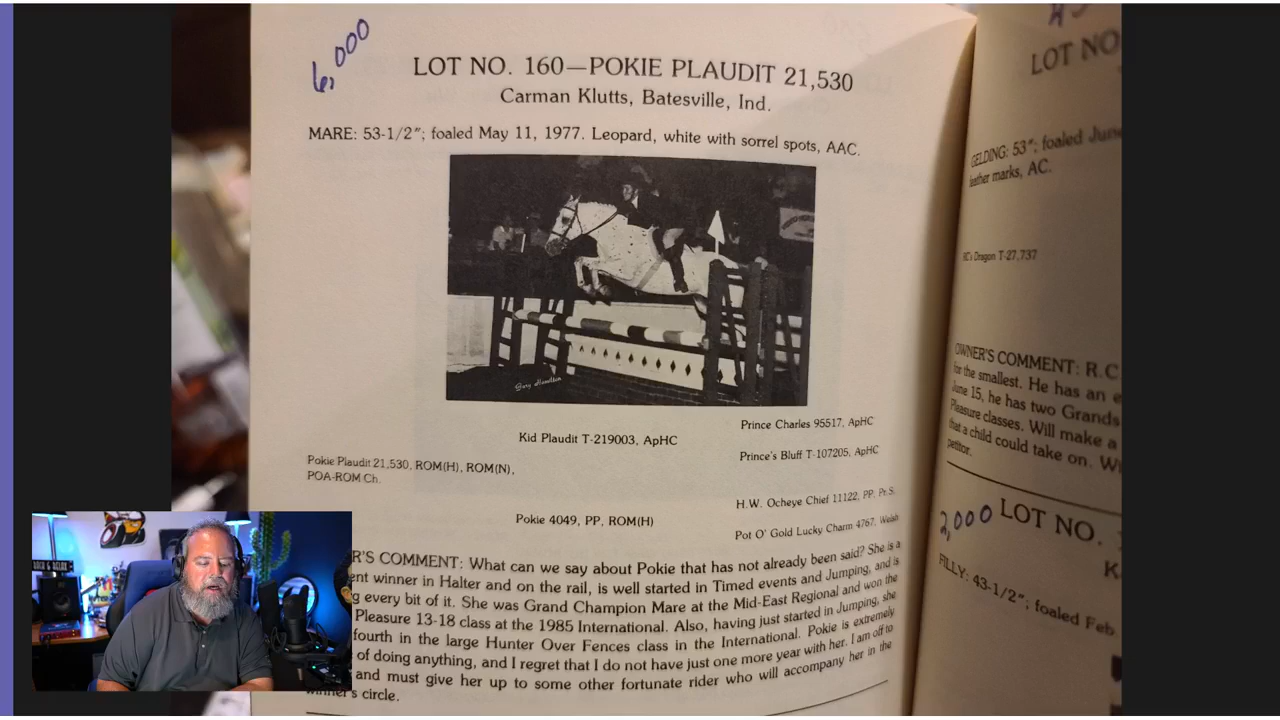 6,000
LOT NO. 160—POKIE PLAUDIT 21,530
Carman Klutts, Batesville, Ind.
MARE: 53-1/2"; foaled May 11, 1977. Leopard, white with sorrel spots, AAC.
Prince Charles 95517, ApHC
Kid Plaudit T-219003, ApHC
Prince's Bluff T-107205, ApHC
Pokie Plaudit 21,530, ROM(H), ROM(N),
POA-ROM Ch.
H.W. Ocheye Chief 11122, PP, Pr.S.
Pokie 4049, PP, ROM(H)
Pot O' Gold Lucky Charm 4767, Welsh
R'S COMMENT: What can we say about Pokie that has not already been said? She is a
ent winner in Halter and on the rail, is well started in Timed events and Jumping, and is
g every bit of it. She was Grand Champion Mare at the Mid-East Regional and won the
Pleasure 13-18 class at the 1985 International. Also, having just started in Jumping, she
fourth in the large Hunter Over Fences class in the International. Pokie is extremely
of doing anything, and I regret that I do not have just one more year with her. I am off to
and must give her up to some other fortunate rider who will accompany her in the
winner's circle.
LOT NO
GELDING: 53"; foaled June
leather marks, AC.
RC's Dragon T-27,737
OWNER'S COMMENT: R.C
for the smallest. He has an e
June 15, he has two Grands
Pleasure classes. Will make a
that a child could take on. Wi
petitor.
2,000
LOT NO.
K
FILLY: 43-1/2"; foaled Feb.
ROCK & RELAX